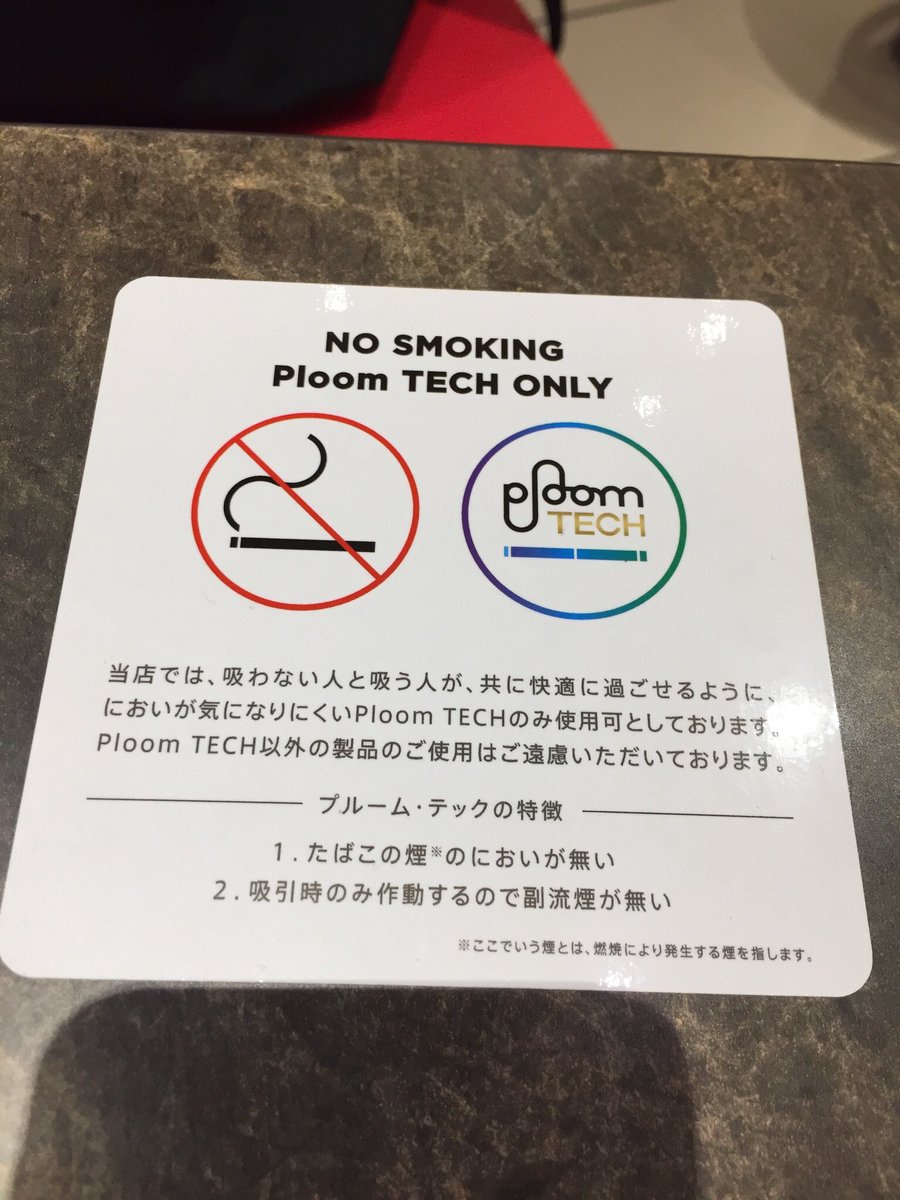 NO SMOKING
Ploom TECH ONLY
ploom
TECH
当店では、吸わない人と吸う人が、共に快適に過ごせるように、
においが気になりにくいPloom TECHのみ使用可としております。
Ploom TECH以外の製品のご使用はご遠慮いただいております。
プルーム・テックの特徴
1.たばこの煙※のにおいが無い
2.吸引時のみ作動するので副流煙が無い
※ここでいう煙とは、燃焼により発生する煙を指します。